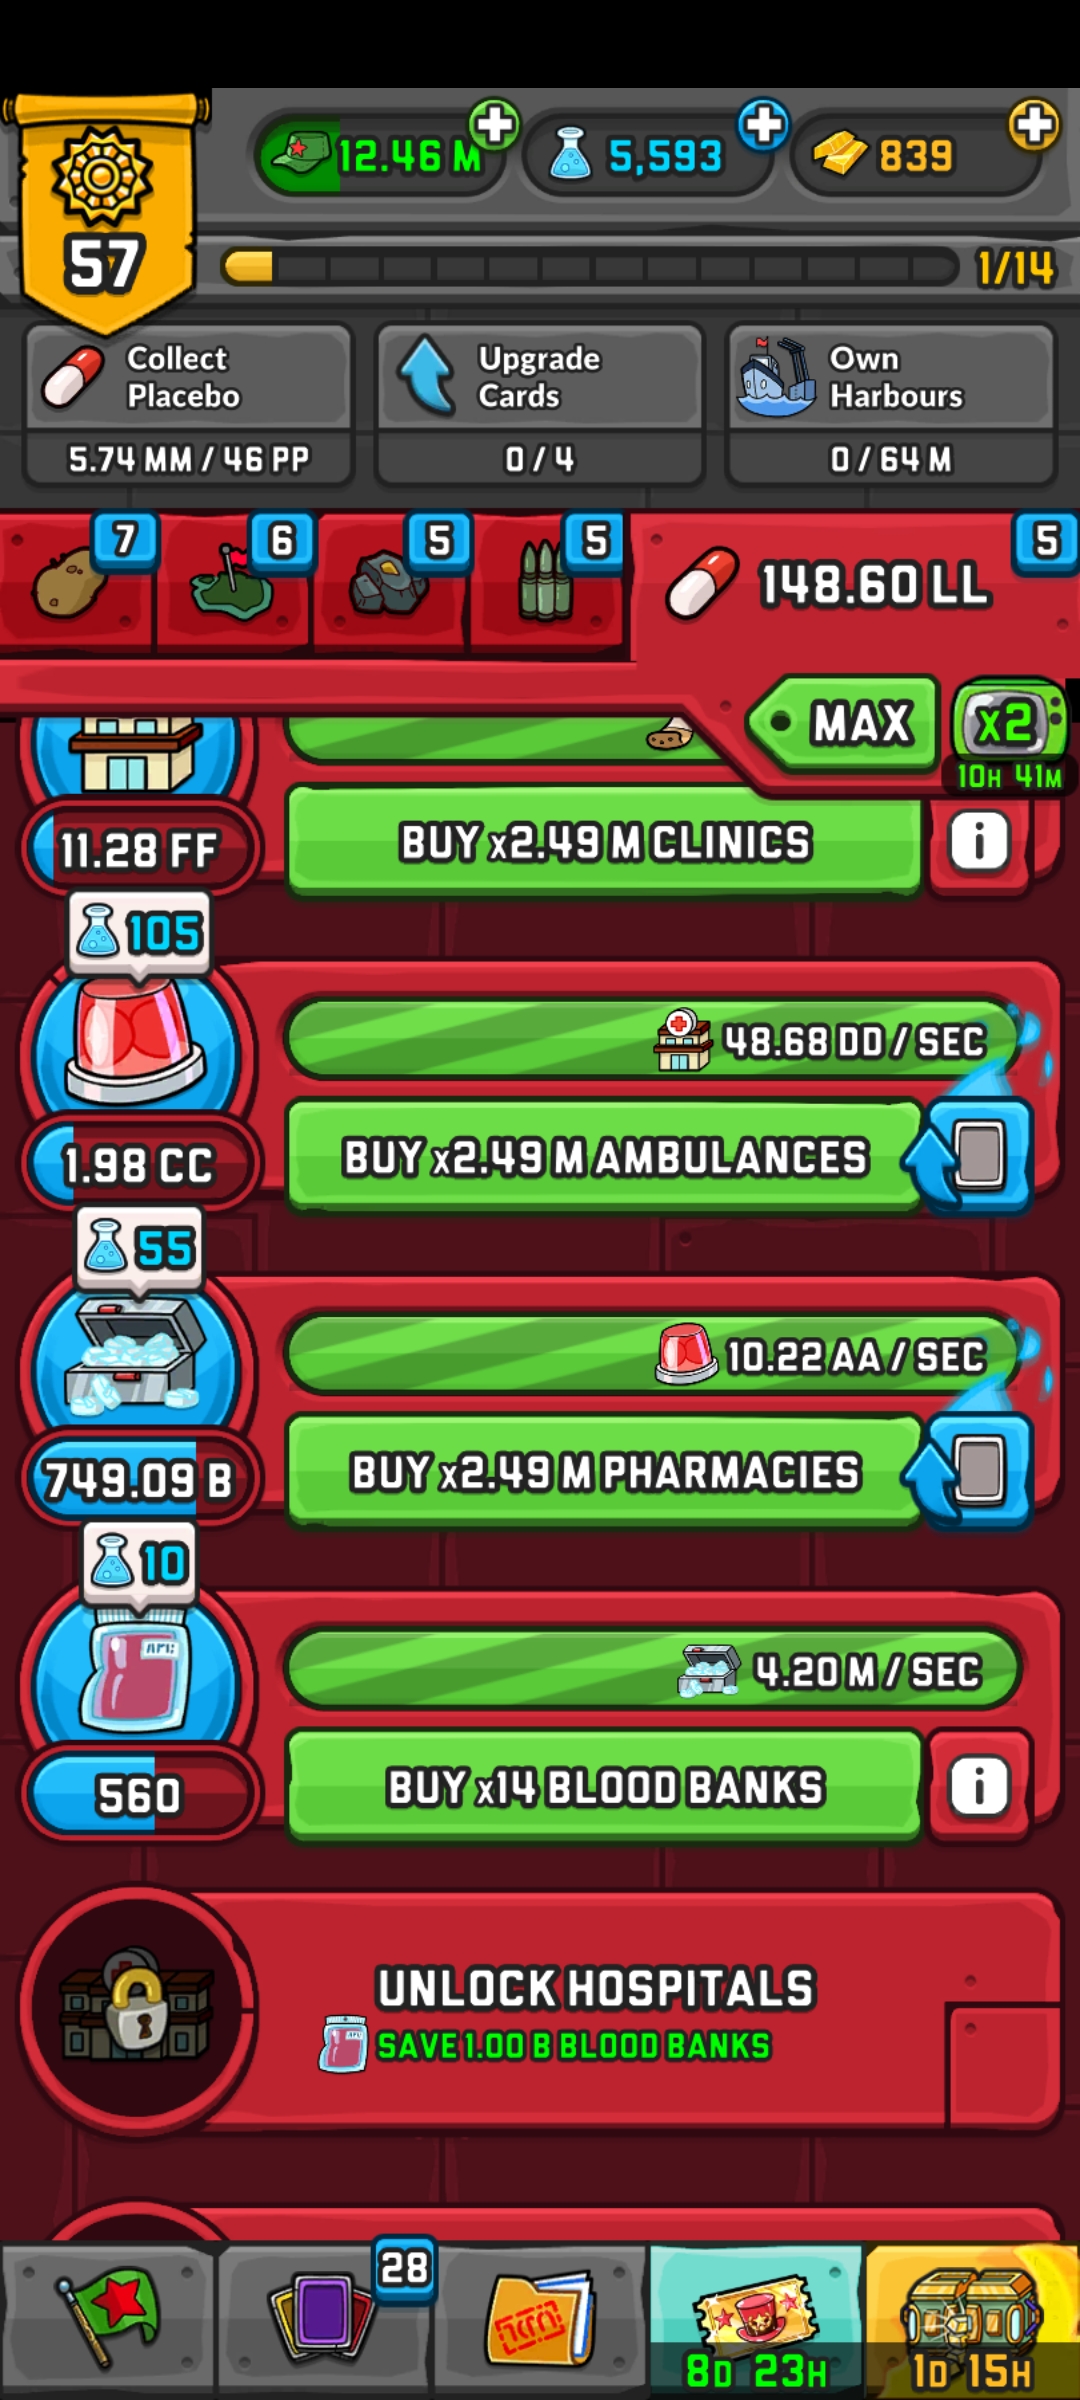 12.46 M
5,593
839
57
1/14
Collect
Placebo
5.74 MM / 46 PP
Upgrade
Cards
0 / 4
Own
Harbours
0 / 64 M
7
6
5
5
5
148.60 LL
MAX
x2
10H 41M
11.28 FF
BUY x2.49 M CLINICS
i
105
48.68 DD / SEC
1.98 CC
BUY x2.49 M AMBULANCES
55
10.22 AA / SEC
749.09 B
BUY x2.49 M PHARMACIES
10
4.20 M / SEC
560
BUY x14 BLOOD BANKS
i
UNLOCK HOSPITALS
SAVE 1.00 B BLOOD BANKS
28
8D 23H
1D 15H